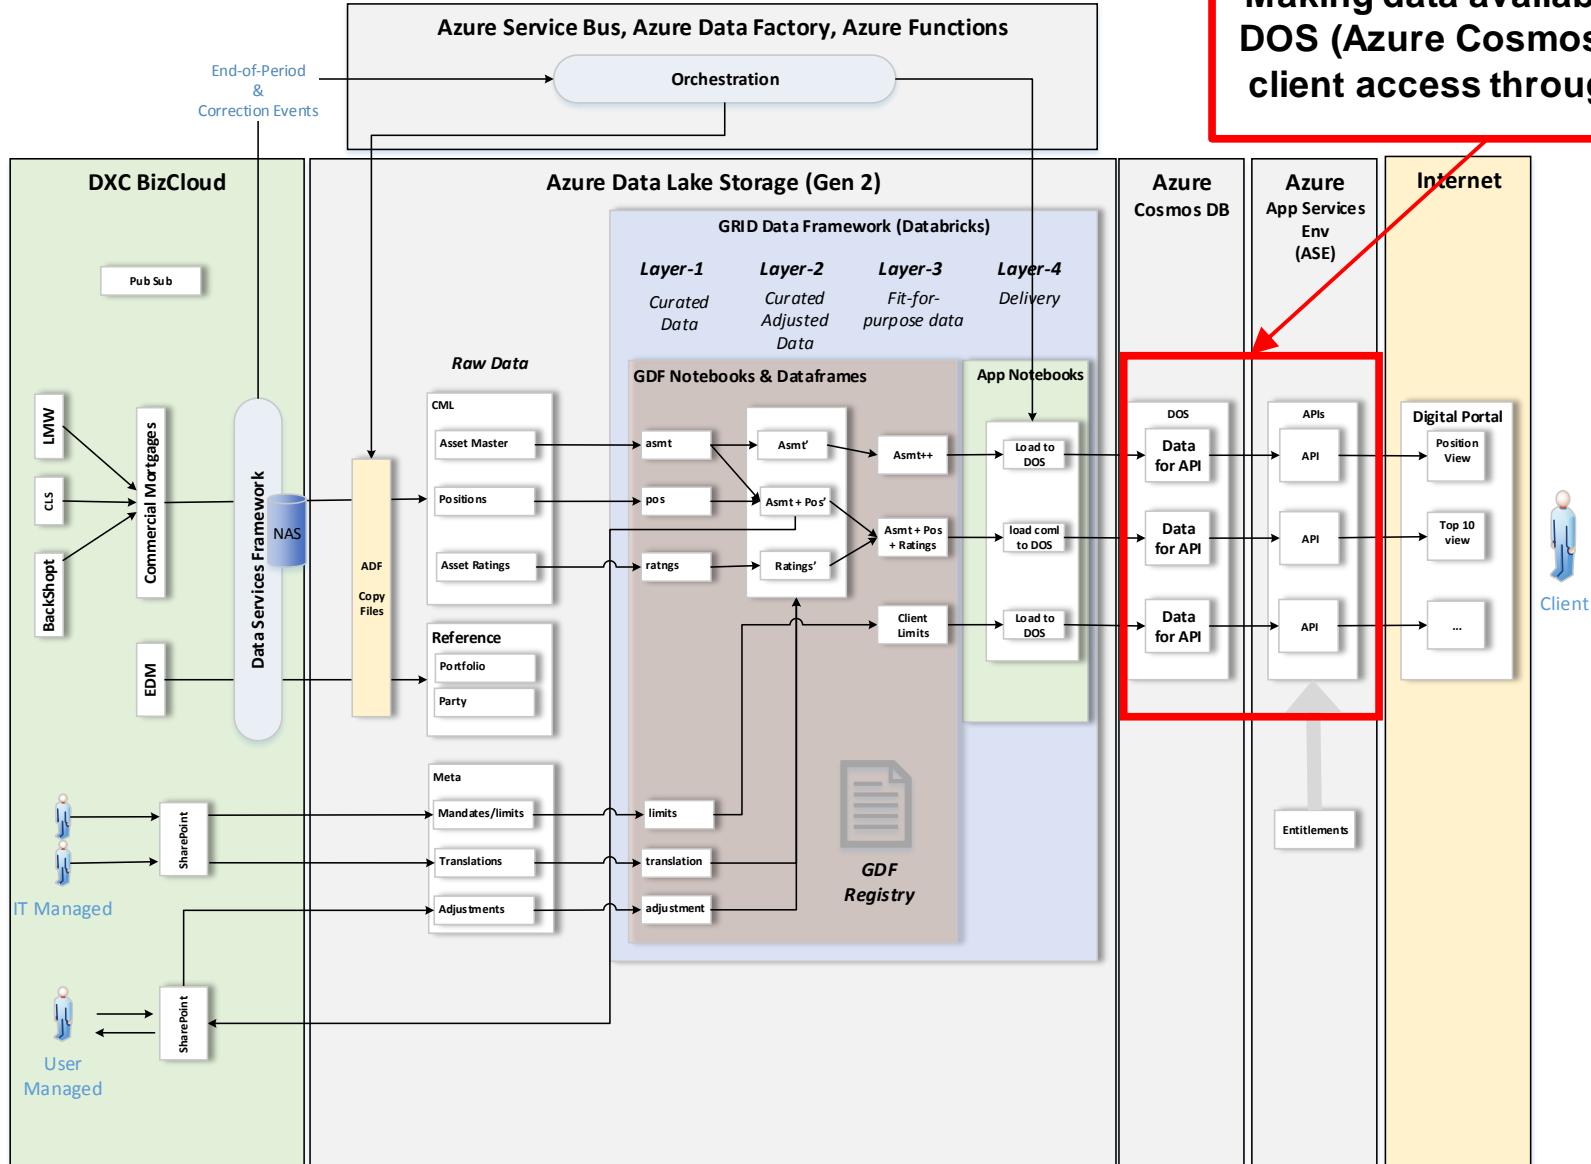 Azure Service Bus, Azure Data Factory, Azure Functions
Orchestration
End-of-Period
&
Correction Events
DOS (Azure Cosmos
client access
DXC BizCloud
Pub Sub
LMW
CLS
BackShopt
Commercial Mortgages
EDM
Data Services Framework
NAS
SharePoint
IT Managed
SharePoint
User
Managed
Azure Data Lake Storage (Gen 2)
ADF
Copy
Files
Raw Data
CML
Asset Master
Positions
Asset Ratings
Reference
Portfolio
Party
Meta
Mandates/limits
Translations
Adjustments
GRID Data Framework (Databricks)
Layer-1
Curated
Data
Layer-2
Curated
Adjusted
Data
Layer-3
Fit-for-
purpose data
Layer-4
Delivery
GDF Notebooks & Dataframes
asmt
pos
ratngs
limits
translation
adjustment
Asmt’
Asmt + Pos’
Ratings’
Asmt++
Asmt + Pos
+ Ratings
Client
Limits
GDF
Registry
App Notebooks
Load to
DOS
load coml
to DOS
Load to
DOS
Azure
Cosmos DB
DOS
Data
for API
Data
for API
Data
for API
Azure
App Services
Env
(ASE)
APIs
API
API
API
Entitlements
Internet
Digital Portal
Position
View
Top 10
view
...
Client